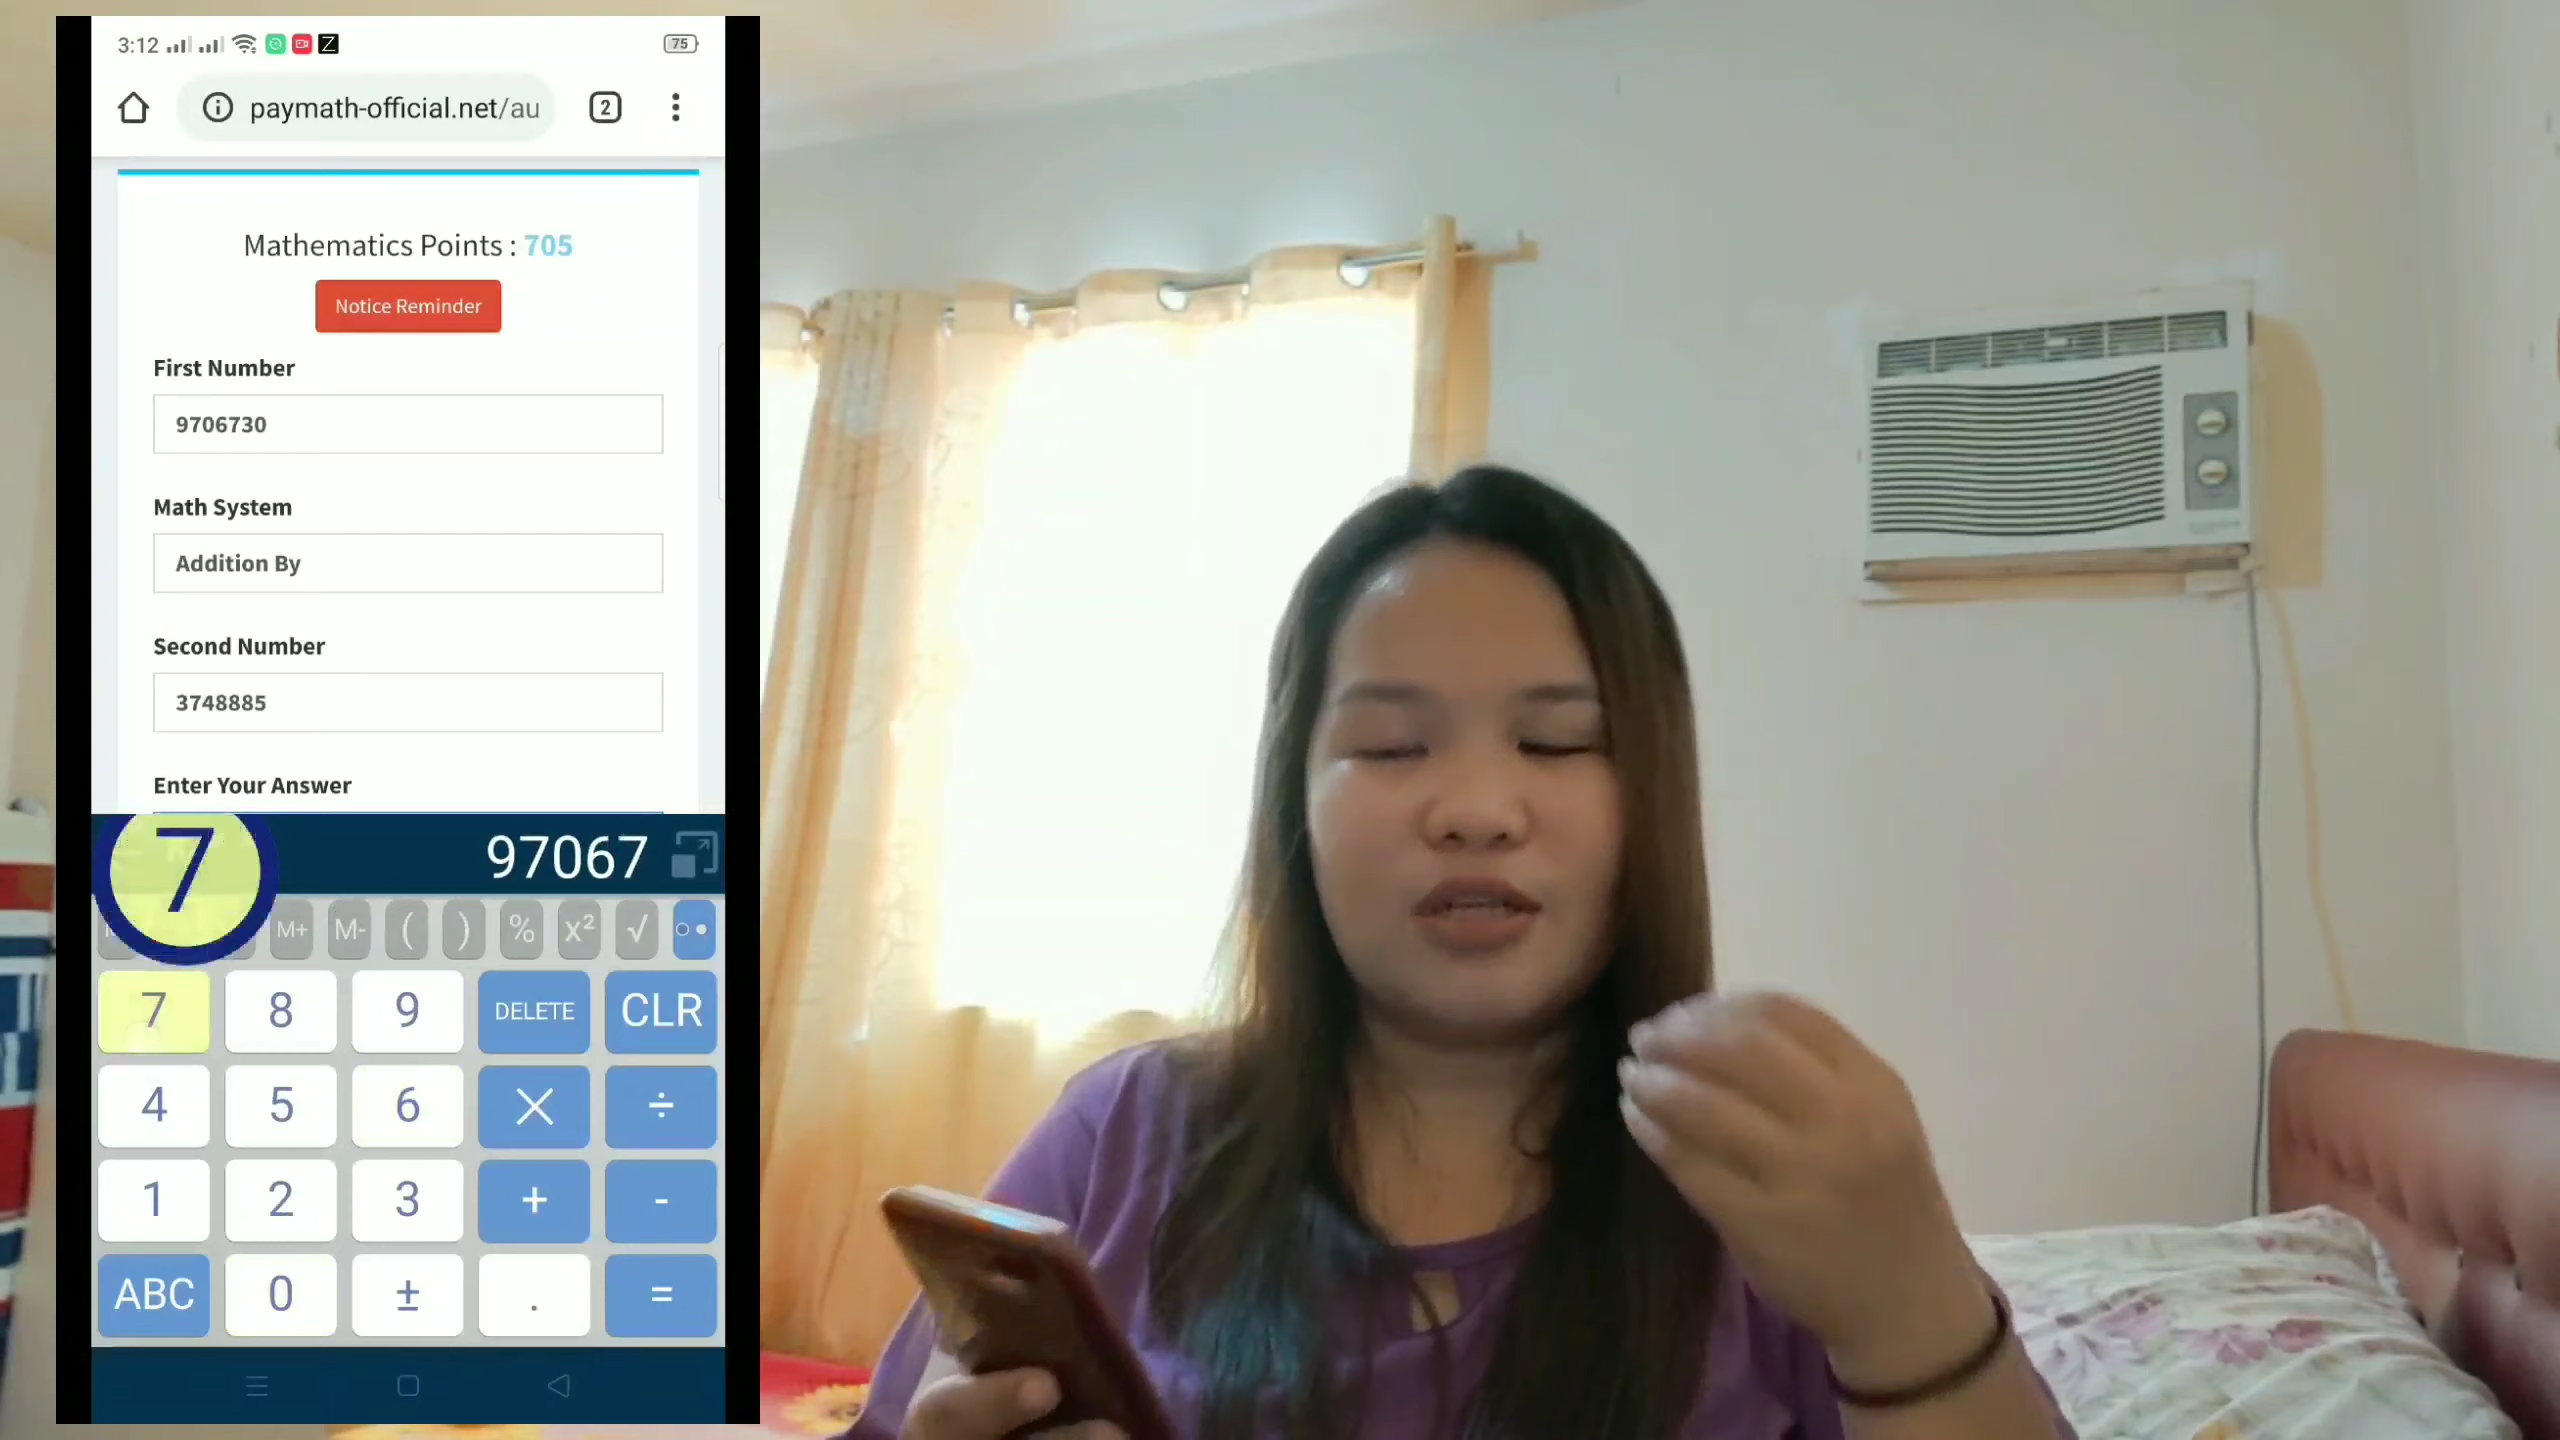 3:12
75
paymath-official.net/au
2
Mathematics Points : 705
Notice Reminder
First Number
9706730
Math System
Addition By
Second Number
3748885
Enter Your Answer
7
97067
M+ M- ( ) % x² √
7 8 9 DELETE CLR
4 5 6 × ÷
1 2 3 + -
ABC 0 ± . =